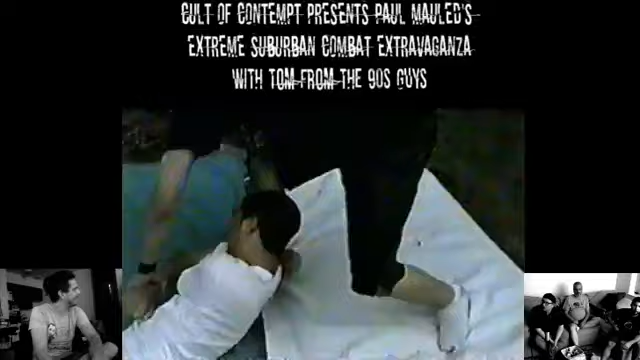 CULT OF CONTEMPT PRESENTS PAUL MAULED'S
EXTREME SUBURBAN COMBAT EXTRAVAGANZA
WITH TOM FROM THE 90S GUYS